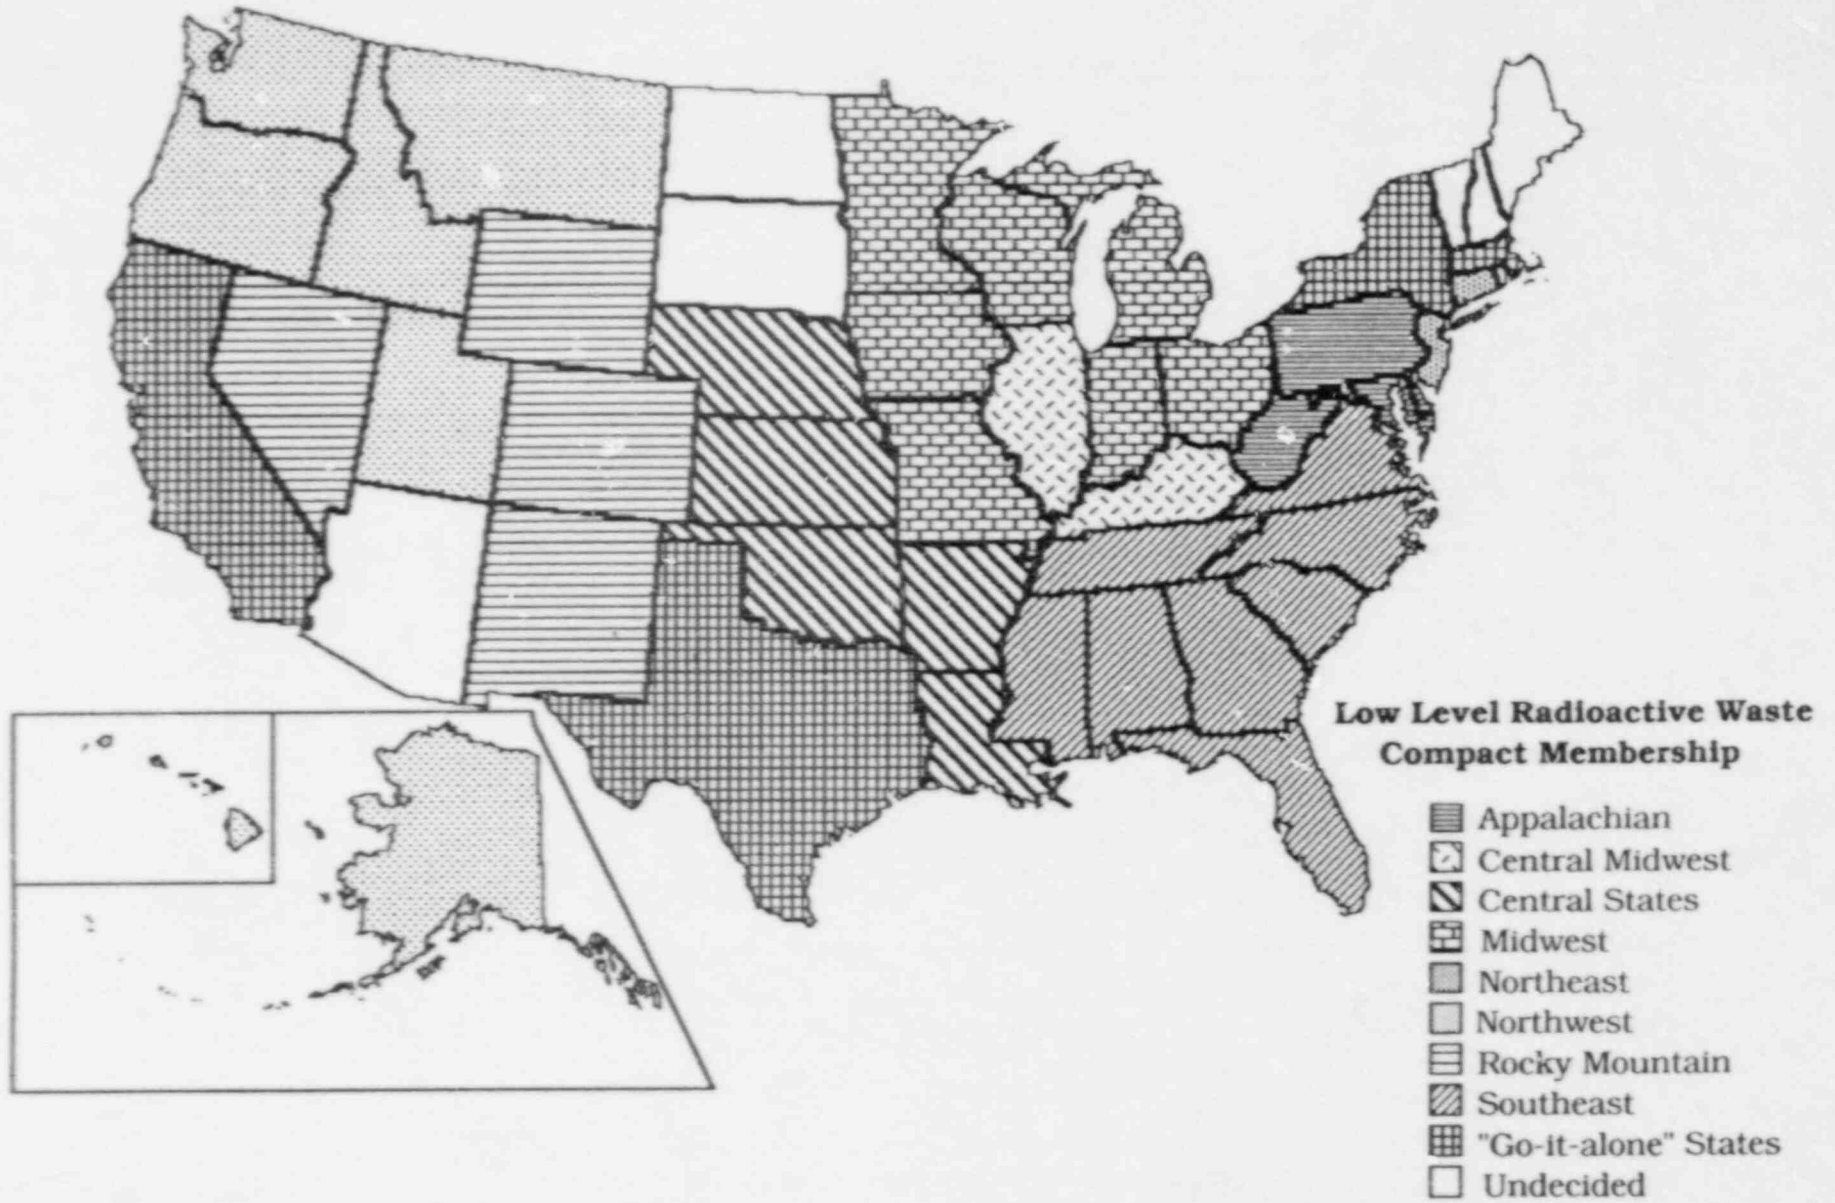 Low Level Radioactive Waste
Compact Membership
Appalachian
Central Midwest
Central States
Midwest
Northeast
Northwest
Rocky Mountain
Southeast
"Go-it-alone" States
Undecided